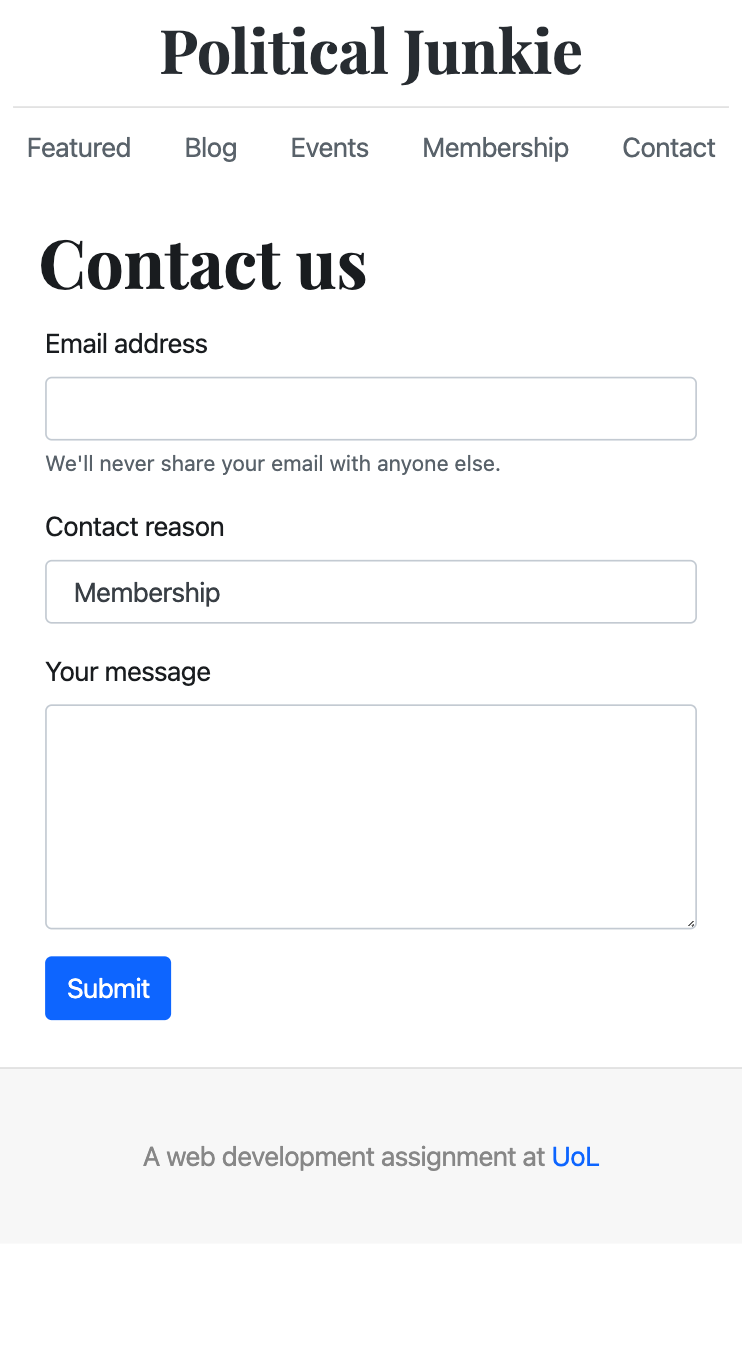 Political Junkie
Featured Blog Events Membership Contact
Contact us
Email address
We'll never share your email with anyone else.
Contact reason
Membership
Your message
Submit
A web development assignment at UoL